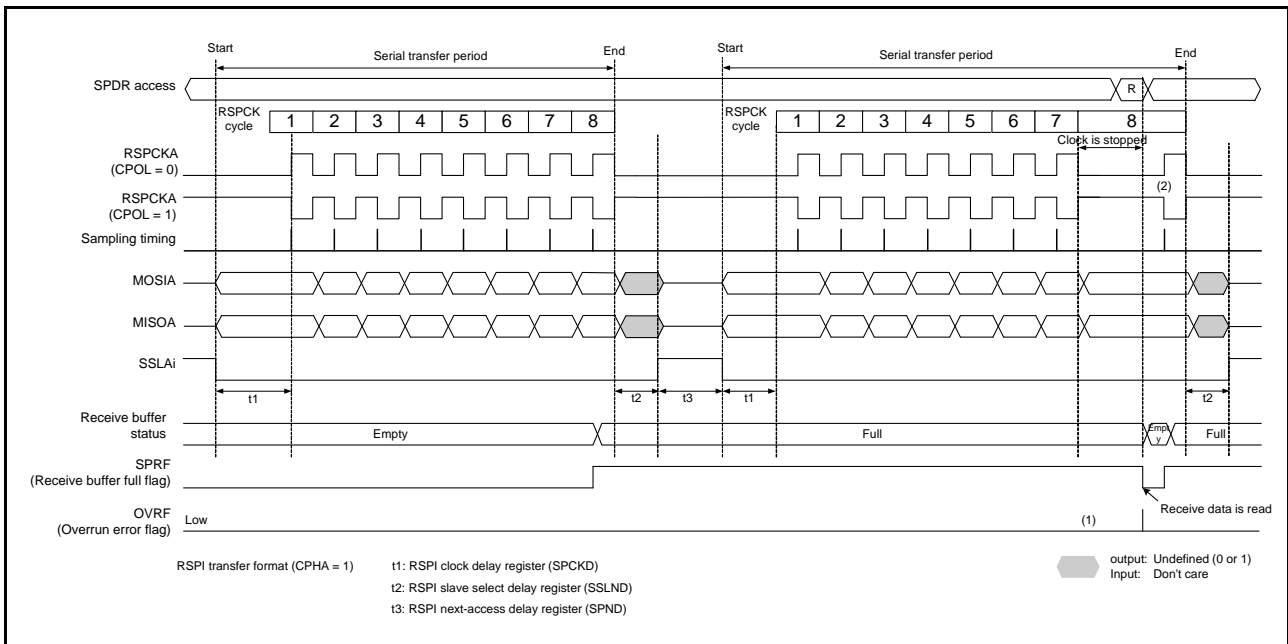 Start
Serial transfer period
End
Start
Serial transfer period
End
SPDR access
R
RSPCK
cycle
1 2 3 4 5 6 7 8
RSPCK
cycle
1 2 3 4 5 6 7 8
Clock is stopped
RSPCKA
(CPOL = 0)
RSPCKA
(CPOL = 1)
(2)
Sampling timing
MOSIA
MISOA
SSLAi
t1
t2
t3
t1
t2
Receive buffer
status
Empty
Full
Empt
y
Full
SPRF
(Receive buffer full flag)
Receive data is read
OVRF
(Overrun error flag)
Low
(1)
RSPI transfer format (CPHA = 1)
t1: RSPI clock delay register (SPCKD)
t2: RSPI slave select delay register (SSLND)
t3: RSPI next-access delay register (SPND)
output: Undefined (0 or 1)
Input: Don't care